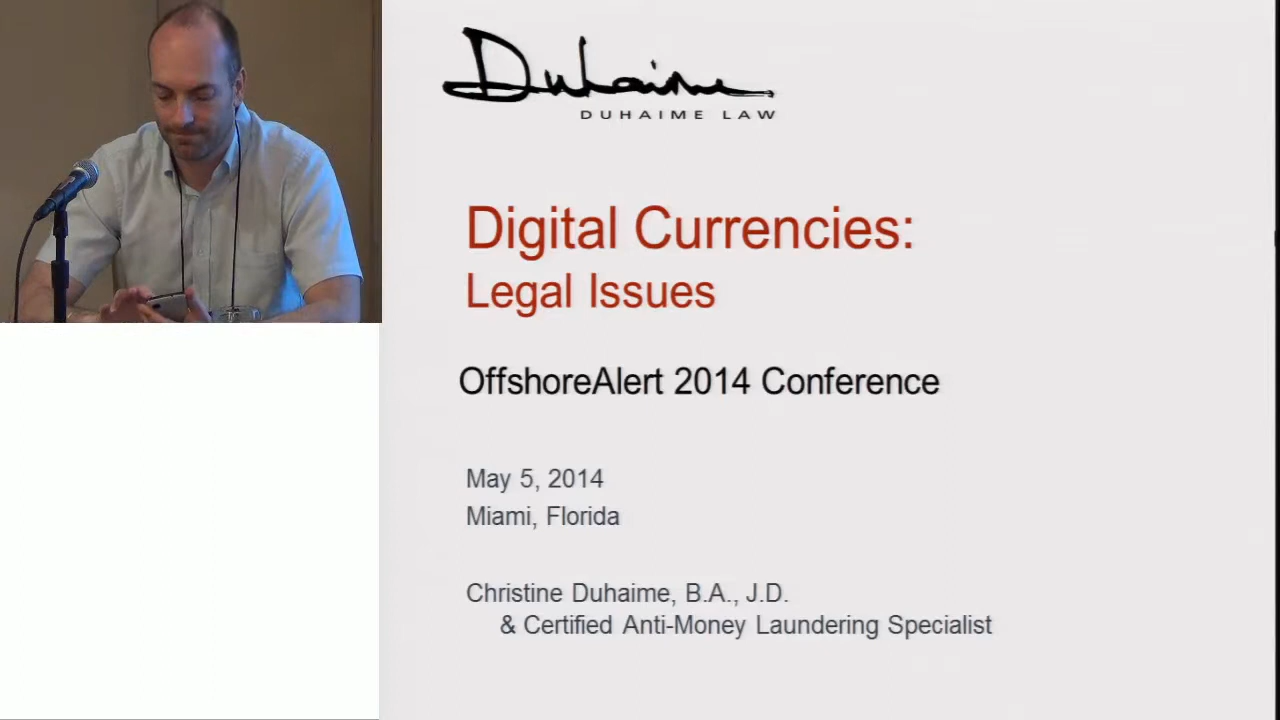 Duhaime
DUHAIME LAW
Digital Currencies:
Legal Issues
OffshoreAlert 2014 Conference
May 5, 2014
Miami, Florida
Christine Duhaime, B.A., J.D.
& Certified Anti-Money Laundering Specialist